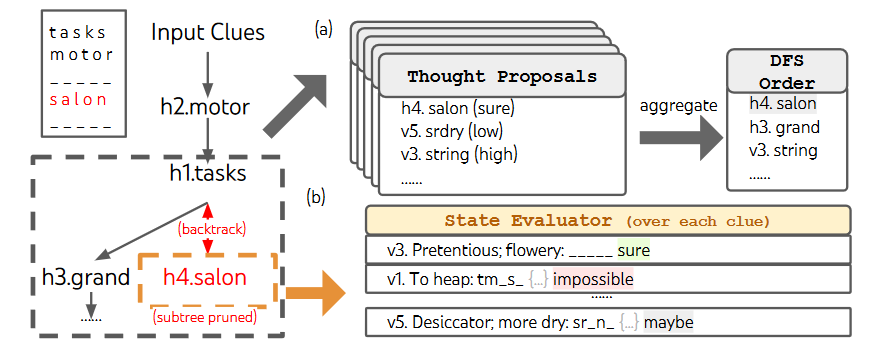 tasks
motor
_ _ _ _ _
salon
_ _ _ _ _
Input Clues
h2.motor
h1.tasks
(backtrack)
h3.grand
h4.salon
......
(subtree pruned)
(a)
Thought Proposals
h4. salon (sure)
v5. srdry (low)
v3. string (high)
......
aggregate
DFS
Order
h4. salon
h3. grand
v3. string
......
(b)
State Evaluator (over each clue)
v3. Pretentious; flowery: _____ sure
v1. To heap: tm_s_ {...} impossible
......
v5. Desiccator; more dry: sr_n_ {...} maybe